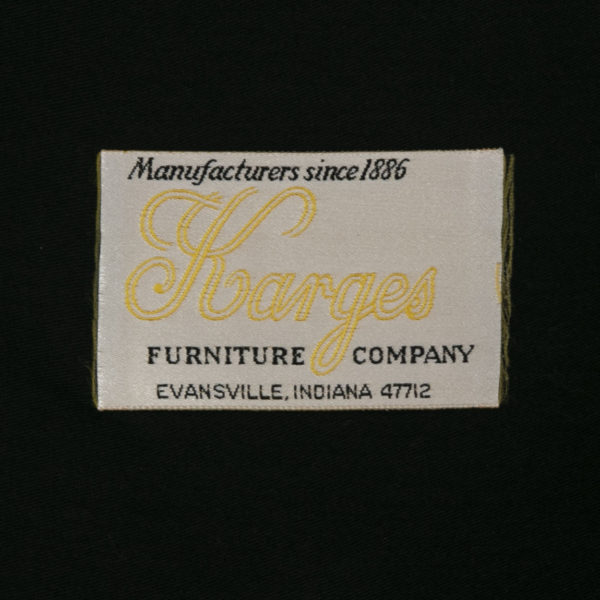 Manufacturers since 1886
Karges
FURNITURE COMPANY
EVANSVILLE, INDIANA 47712